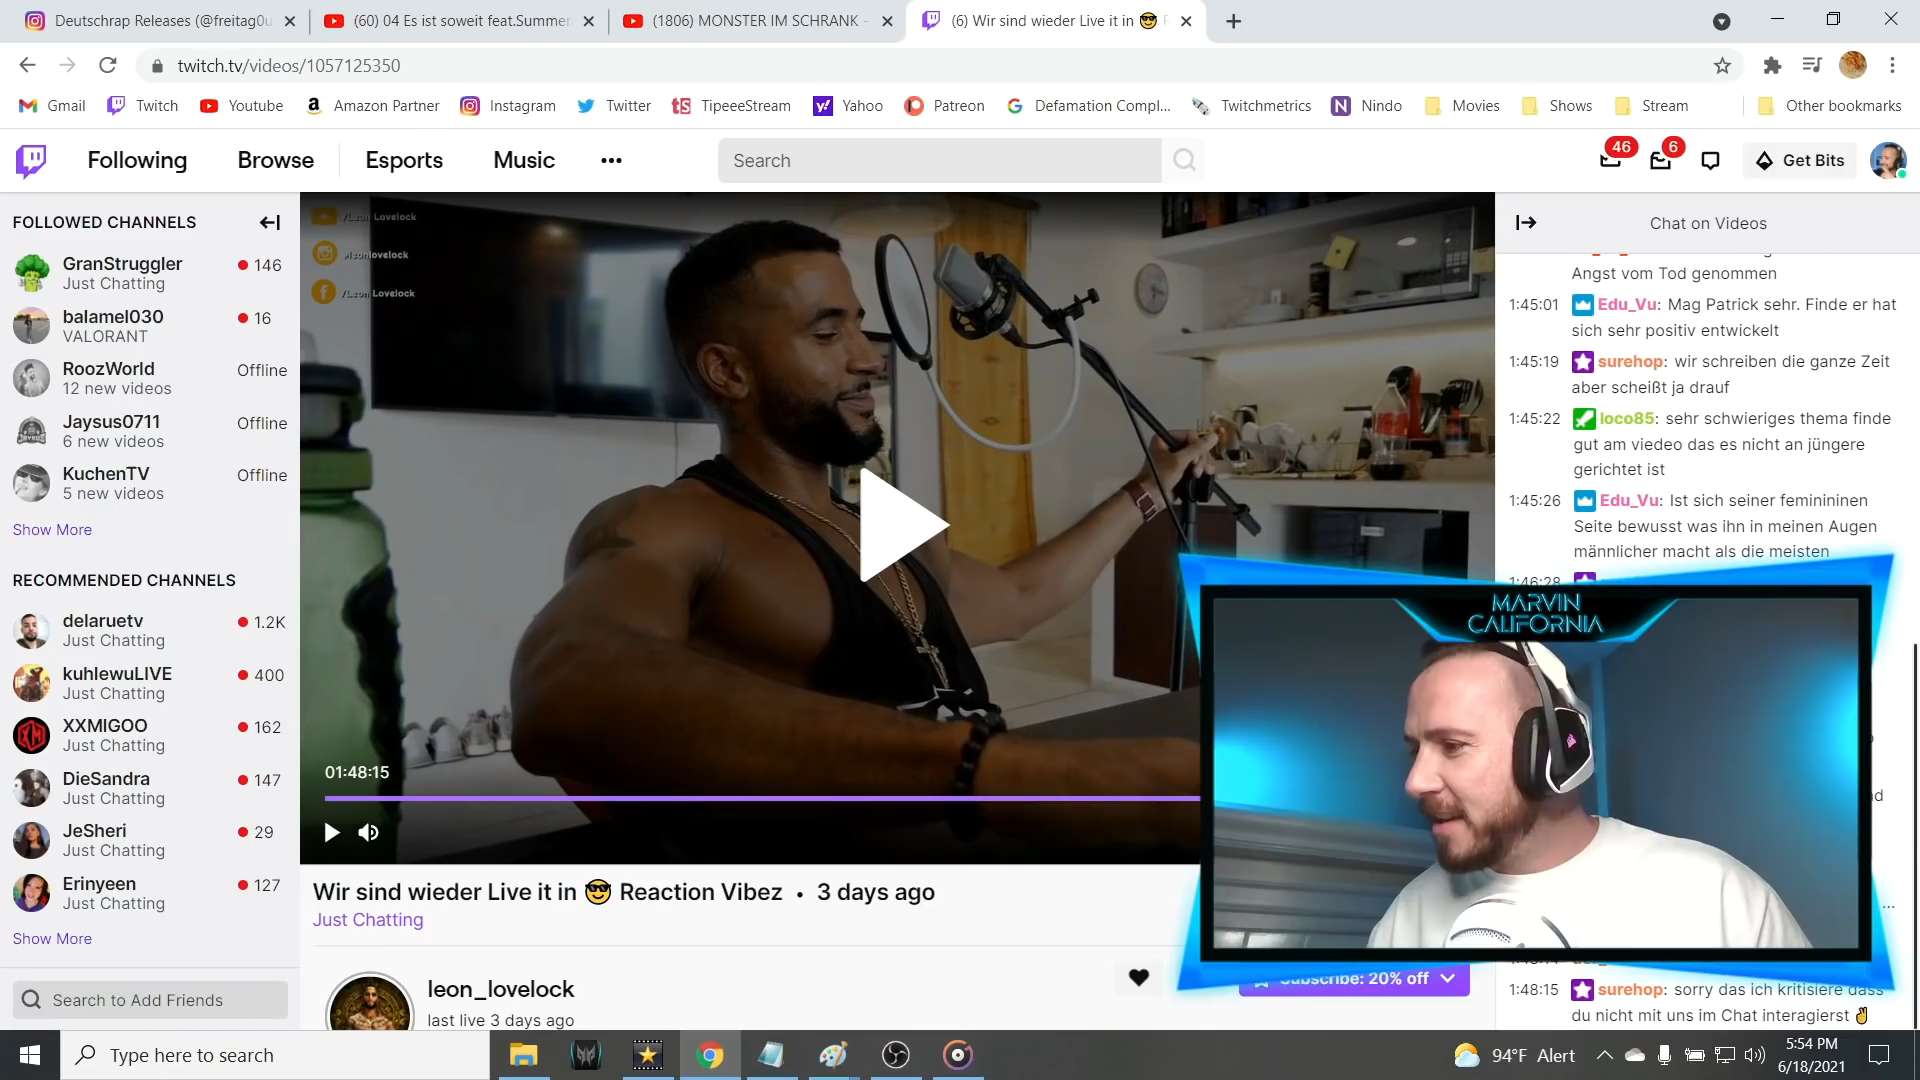 Deutschrap Releases (@freitag0u
(60) 04 Es ist soweit feat.Summer
(1806) MONSTER IM SCHRANK -
(6) Wir sind wieder Live it in 😎 R
twitch.tv/videos/1057125350
Gmail
Twitch
Youtube
Amazon Partner
Instagram
Twitter
TipeeeStream
Yahoo
Patreon
Defamation Compl...
Twitchmetrics
Nindo
Movies
Shows
Stream
Other bookmarks
Following
Browse
Esports
Music
Search
46
6
Get Bits
FOLLOWED CHANNELS
GranStruggler
146
Just Chatting
balamel030
16
VALORANT
RoozWorld
Offline
12 new videos
Jaysus0711
Offline
6 new videos
KuchenTV
Offline
5 new videos
Show More
RECOMMENDED CHANNELS
delaruetv
1.2K
Just Chatting
kuhlewuLIVE
400
Just Chatting
XXMIGOO
162
Just Chatting
DieSandra
147
Just Chatting
JeSheri
29
Just Chatting
Erinyeen
127
Just Chatting
Show More
Search to Add Friends
/Leon Lovelock
/leonlovelock
/Leon Lovelock
01:48:15
Wir sind wieder Live it in 😎 Reaction Vibez • 3 days ago
Just Chatting
leon_lovelock
last live 3 days ago
Subscribe: 20% off
Chat on Videos
Angst vom Tod genommen
1:45:01 Edu_Vu: Mag Patrick sehr. Finde er hat
sich sehr positiv entwickelt
1:45:19 surehop: wir schreiben die ganze Zeit
aber scheißt ja drauf
1:45:22 loco85: sehr schwieriges thema finde
gut am viedeo das es nicht an jüngere
gerichtet ist
1:45:26 Edu_Vu: Ist sich seiner femininen
Seite bewusst was ihn in meinen Augen
männlicher macht als die meisten
1:46:28
MARVIN
CALIFORNIA
1:48:15 surehop: sorry das ich kritisiere dass
du nicht mit uns im Chat interagierst ✌
Type here to search
94°F Alert
5:54 PM
6/18/2021